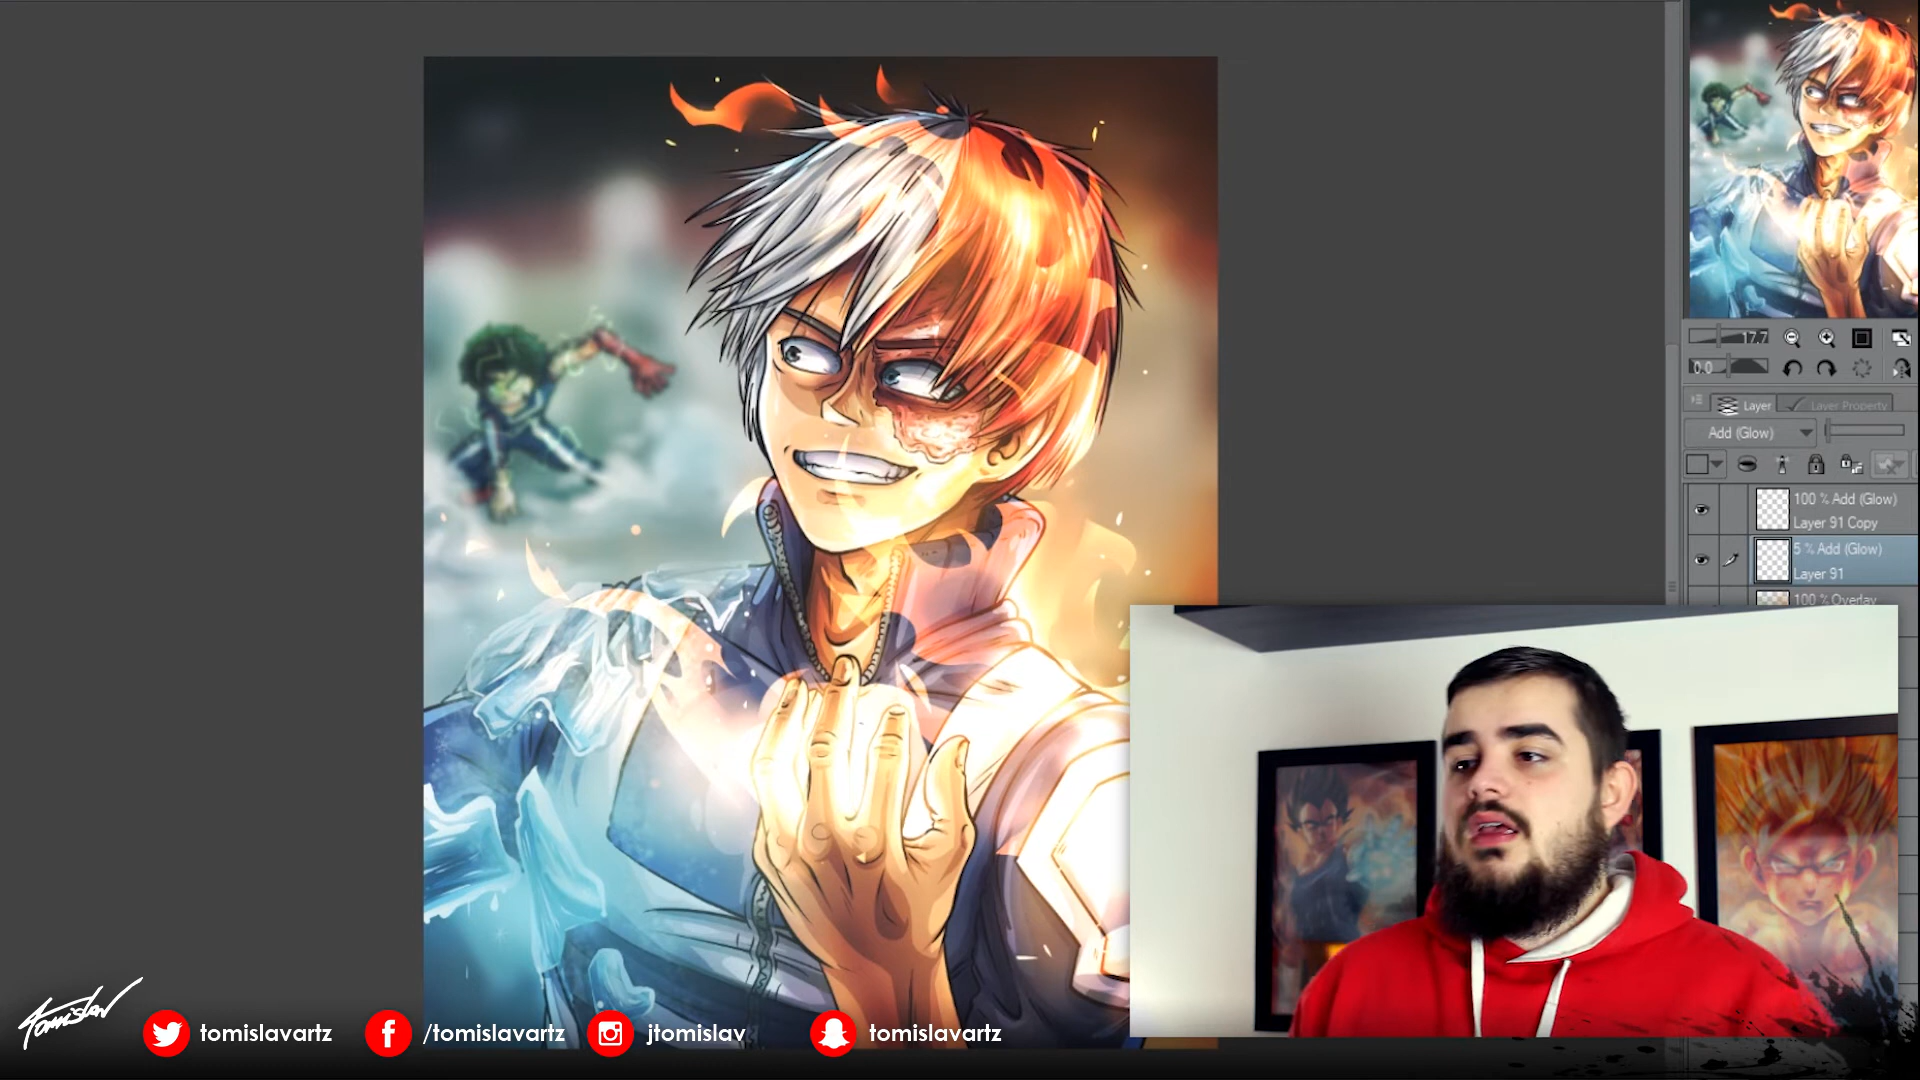 17.7
0.0
Layer
Layer Property
Add (Glow)
100 % Add (Glow)
Layer 91 Copy
5 % Add (Glow)
Layer 91
100 % Overlay
Tomislav
tomislavartz
/tomislavartz
jtomislav
tomislavartz